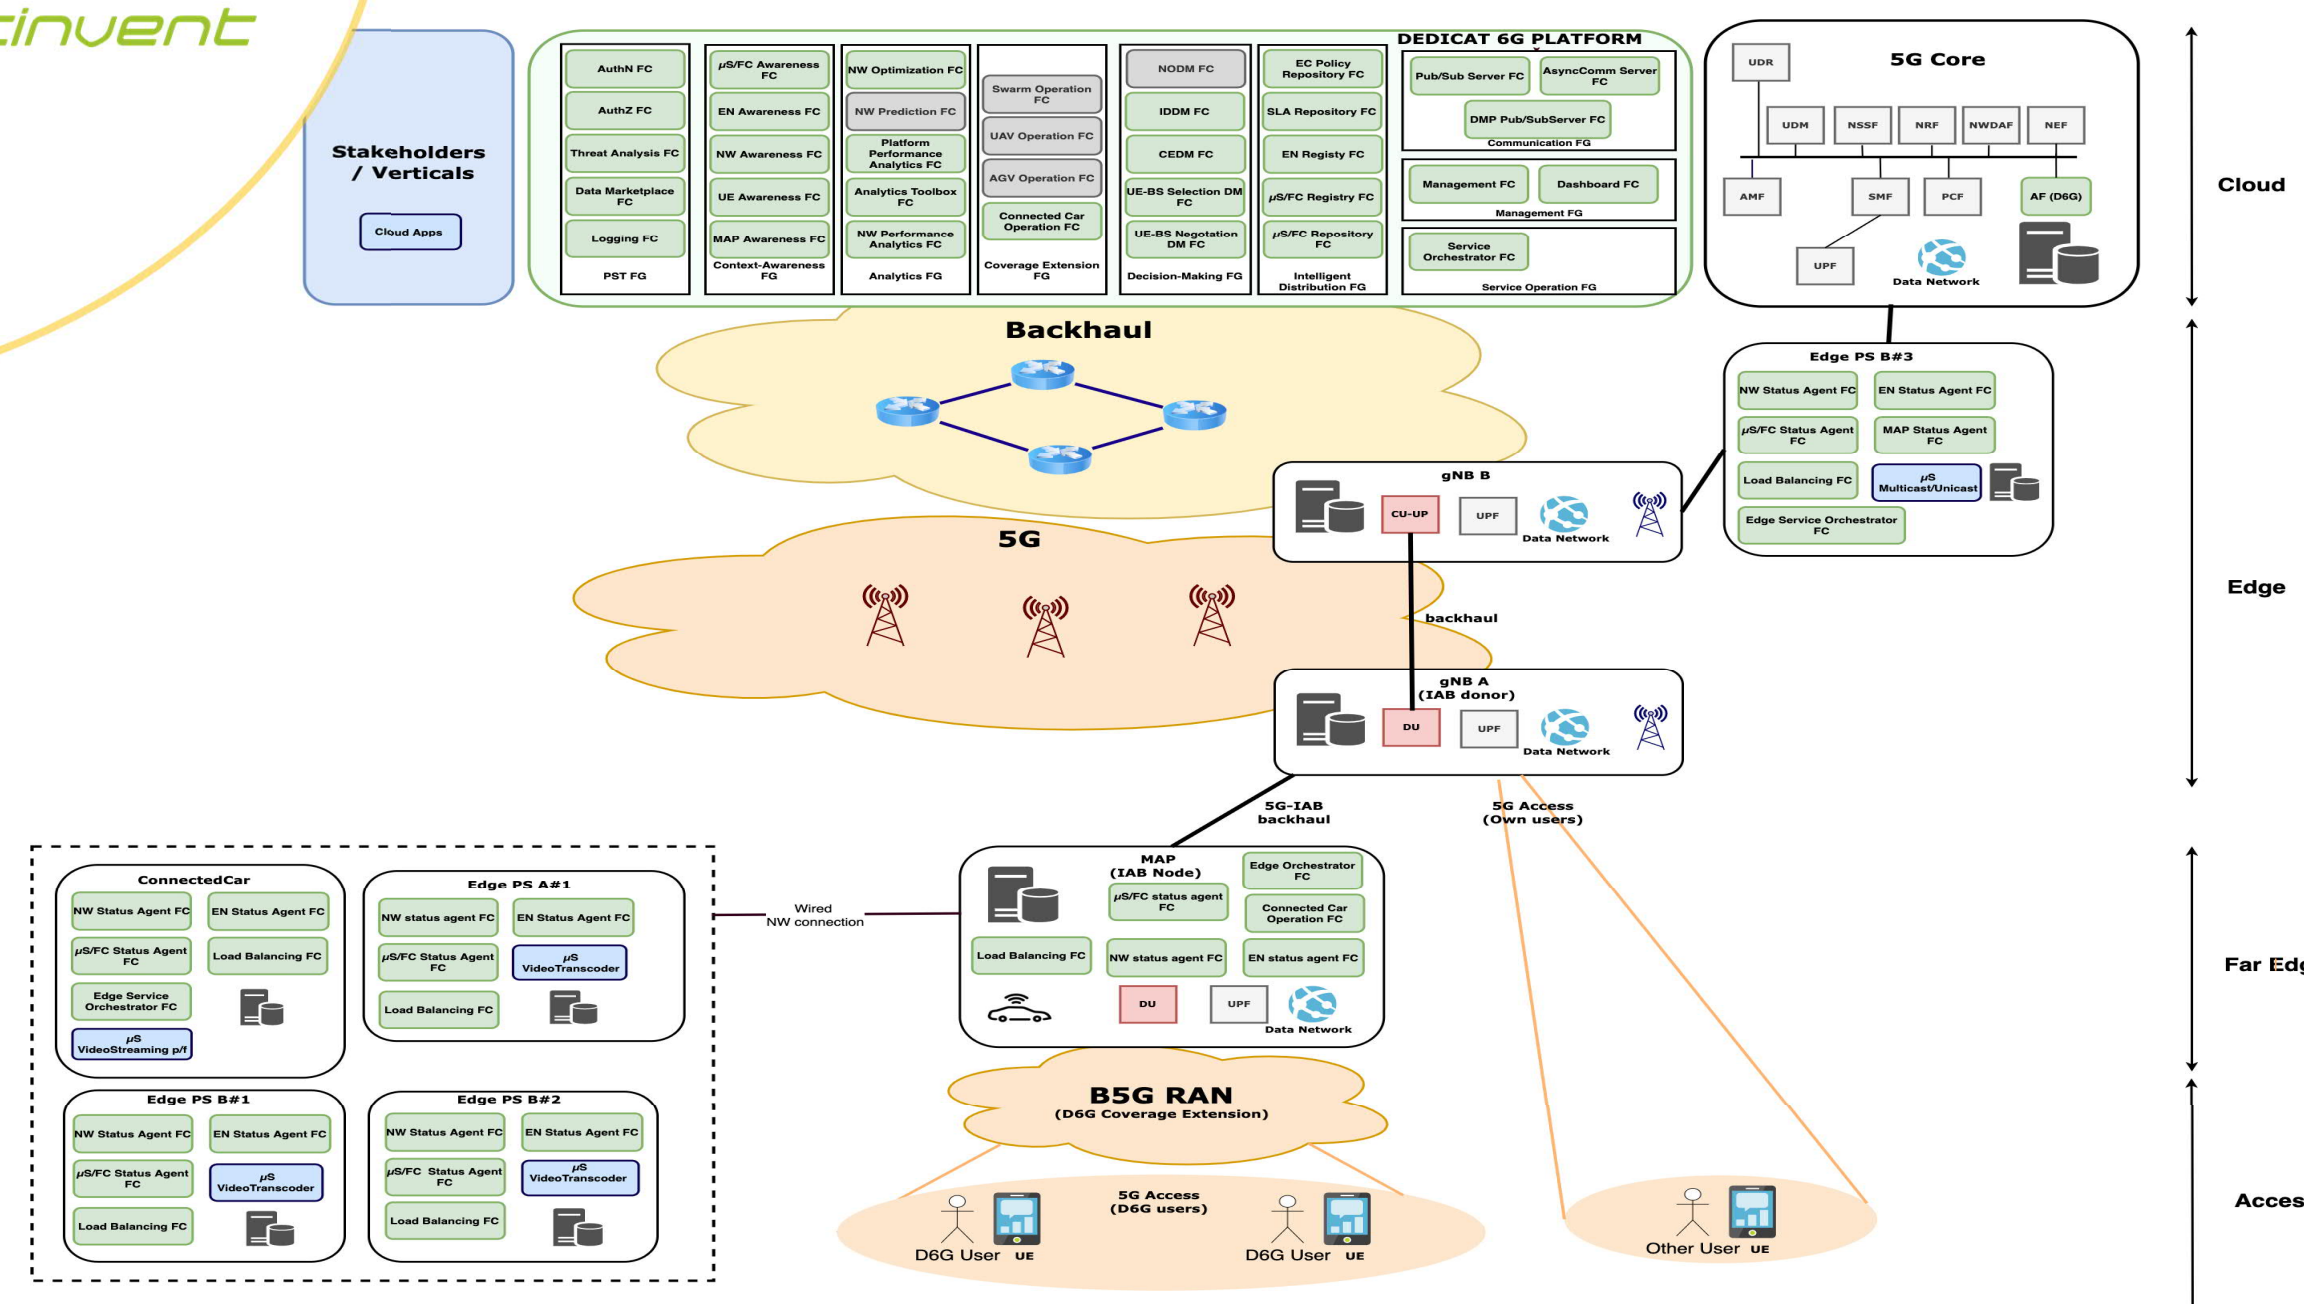 tinvent
Stakeholders
/ Verticals
Cloud Apps
DEDICAT 6G PLATFORM
AuthN FC
AuthZ FC
Threat Analysis FC
Data Marketplace
FC
Logging FC
PST FG
µS/FC Awareness
FC
EN Awareness FC
NW Awareness FC
UE Awareness FC
MAP Awareness FC
Context-Awareness
FG
NW Optimization FC
NW Prediction FC
Platform
Performance
Analytics FC
Analytics Toolbox
FC
NW Performance
Analytics FC
Analytics FG
Swarm Operation
FC
UAV Operation FC
AGV Operation FC
Connected Car
Operation FC
Coverage Extension
FG
NODM FC
IDDM FC
CEDM FC
UE-BS Selection DM
FC
UE-BS Negotation
DM FC
Decision-Making FG
EC Policy
Repository FC
SLA Repository FC
EN Registy FC
µS/FC Registry FC
µS/FC Repository
FC
Intelligent
Distribution FG
Pub/Sub Server FC
AsyncComm Server
FC
DMP Pub/SubServer FC
Communication FG
Management FC
Dashboard FC
Management FG
Service
Orchestrator FC
Service Operation FG
5G Core
UDR
UDM
NSSF
NRF
NWDAF
NEF
AMF
SMF
PCF
AF (D6G)
UPF
Data Network
Cloud
Backhaul
Edge PS B#3
NW Status Agent FC
EN Status Agent FC
µS/FC Status Agent
FC
MAP Status Agent
FC
Load Balancing FC
µS
Multicast/Unicast
Edge Service Orchestrator
FC
gNB B
CU-UP
UPF
Data Network
5G
backhaul
Edge
gNB A
(IAB donor)
DU
UPF
Data Network
5G-IAB
backhaul
5G Access
(Own users)
ConnectedCar
NW Status Agent FC
EN Status Agent FC
µS/FC Status Agent
FC
Load Balancing FC
Edge Service
Orchestrator FC
µS
VideoStreaming p/f
Edge PS A#1
NW status agent FC
EN Status Agent FC
µS/FC Status Agent
FC
µS
VideoTranscoder
Load Balancing FC
Wired
NW connection
MAP
(IAB Node)
Edge Orchestrator
FC
µS/FC status agent
FC
Connected Car
Operation FC
Load Balancing FC
NW status agent FC
EN status agent FC
DU
UPF
Data Network
Far Edg
Edge PS B#1
NW Status Agent FC
EN Status Agent FC
µS/FC Status Agent
FC
µS
VideoTranscoder
Load Balancing FC
Edge PS B#2
NW Status Agent FC
EN Status Agent FC
µS/FC Status Agent
FC
µS
VideoTranscoder
Load Balancing FC
B5G RAN
(D6G Coverage Extension)
5G Access
(D6G users)
D6G User UE
D6G User UE
Other User UE
Acces